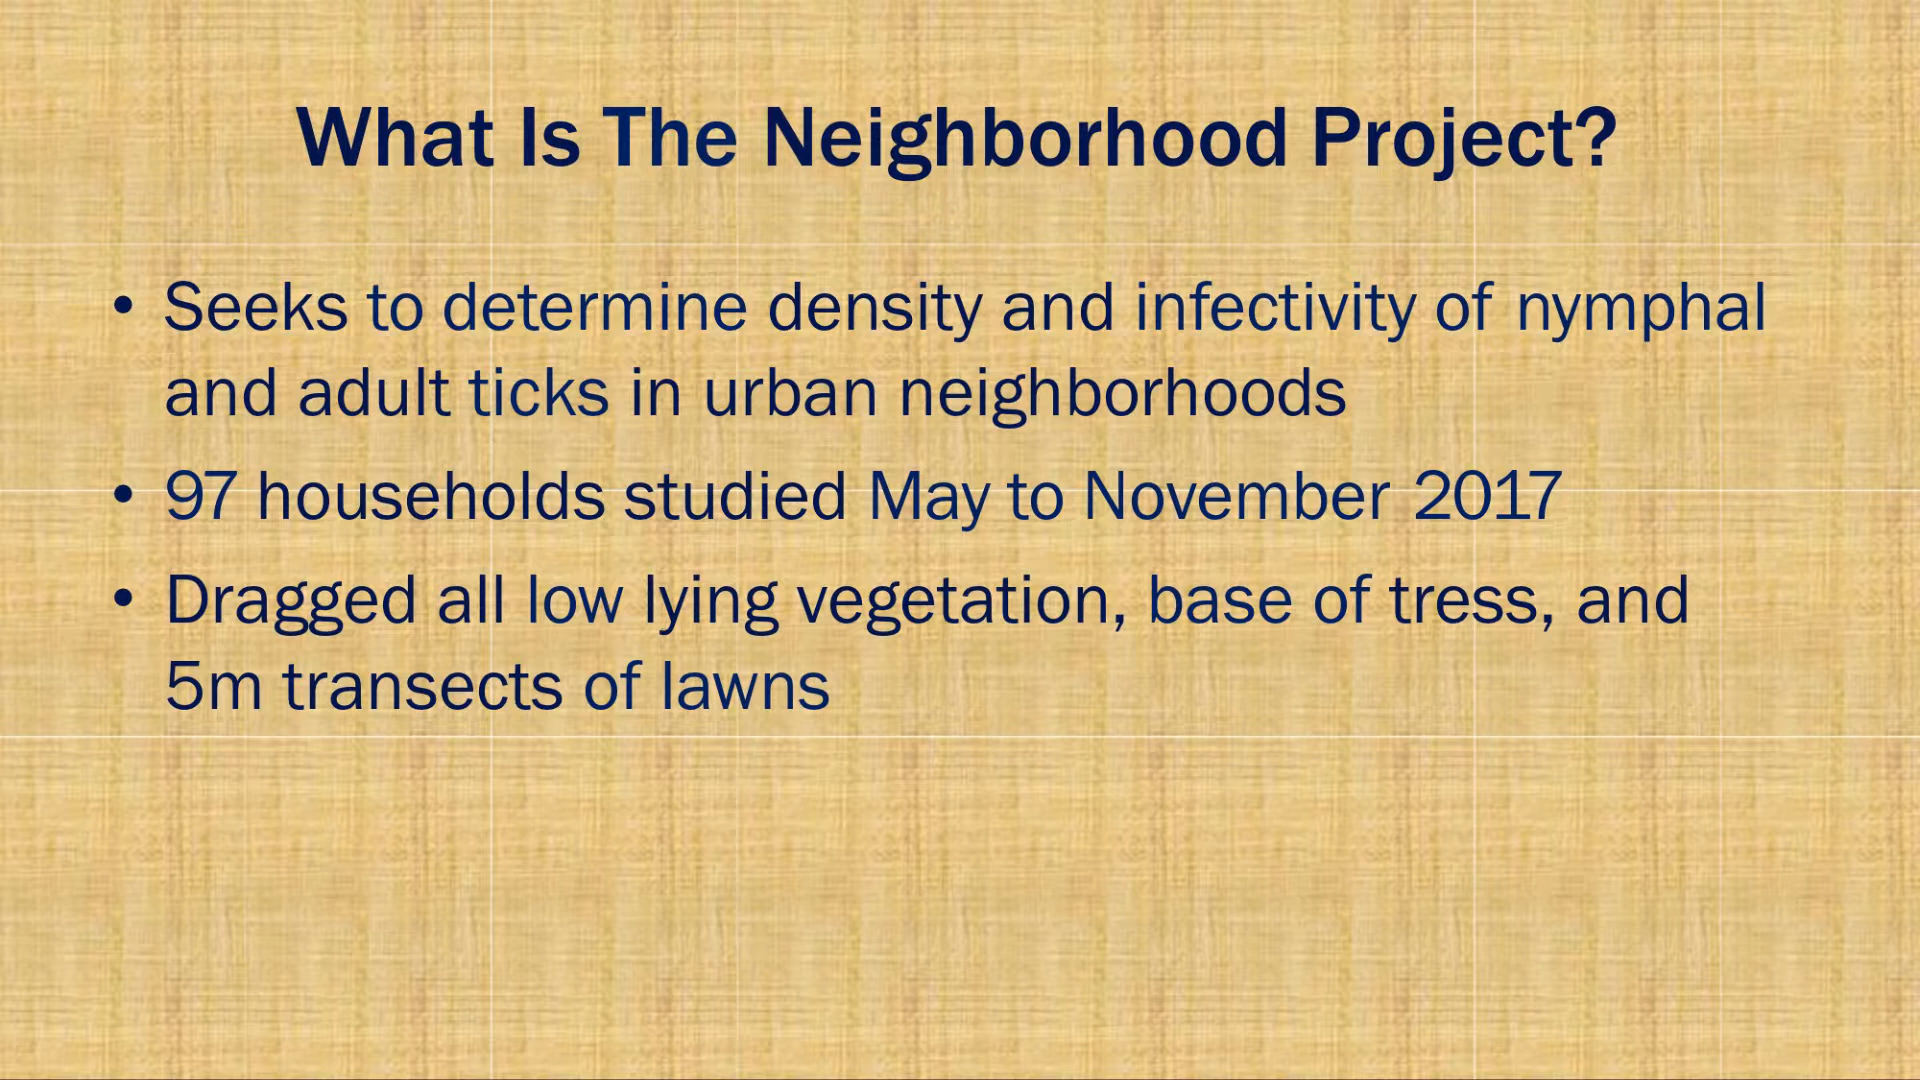 What Is The Neighborhood Project?
• Seeks to determine density and infectivity of nymphal
and adult ticks in urban neighborhoods
• 97 households studied May to November 2017
• Dragged all low lying vegetation, base of tress, and
5m transects of lawns